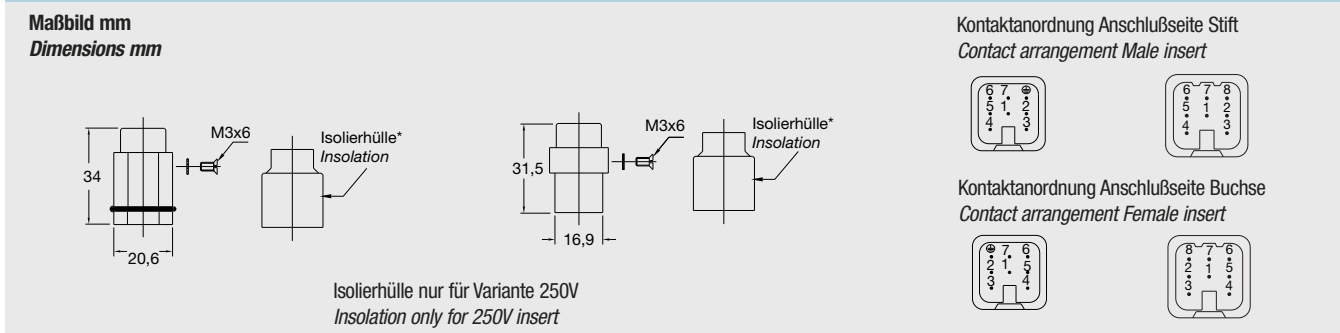 Maßbild mm
Dimensions mm
34
20,6
M3x6
Isolierhülle*
Insolation
31,5
16,9
M3x6
Isolierhülle*
Insolation
Isolierhülle nur für Variante 250V
Insolation only for 250V insert
Kontaktanordnung Anschlußseite Stift
Contact arrangement Male insert
6 7
5 1 2
4 3
6 7 8
5 1 2
4 3
Kontaktanordnung Anschlußseite Buchse
Contact arrangement Female insert
7 6
2 1 5
3 4
8 7 6
2 1 5
3 4